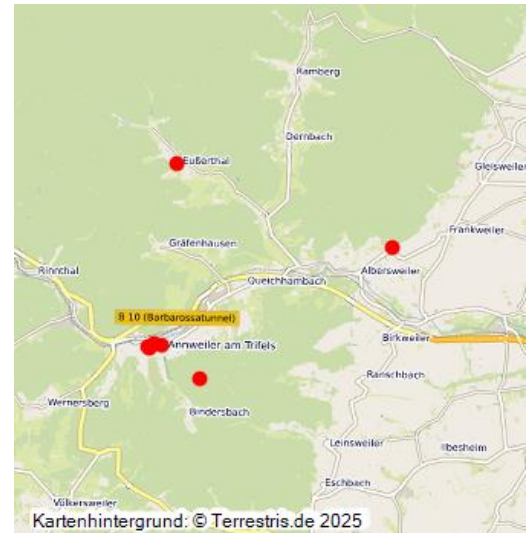 Ramberg
Dernbach
Eußerthal
Gleisweiler
Frankweiler
Gräfenhausen
Rinnthal
Albersweiler
Queichhambach
B 10 (Barbarossatunnel)
Annweiler am Trifels
Birkweiler
Ranschbach
Wernersberg
Bindersbach
Leinsweiler
Ilbesheim
Eschbach
Völkersweiler
Kartenhintergrund: © Terrestris.de 2025